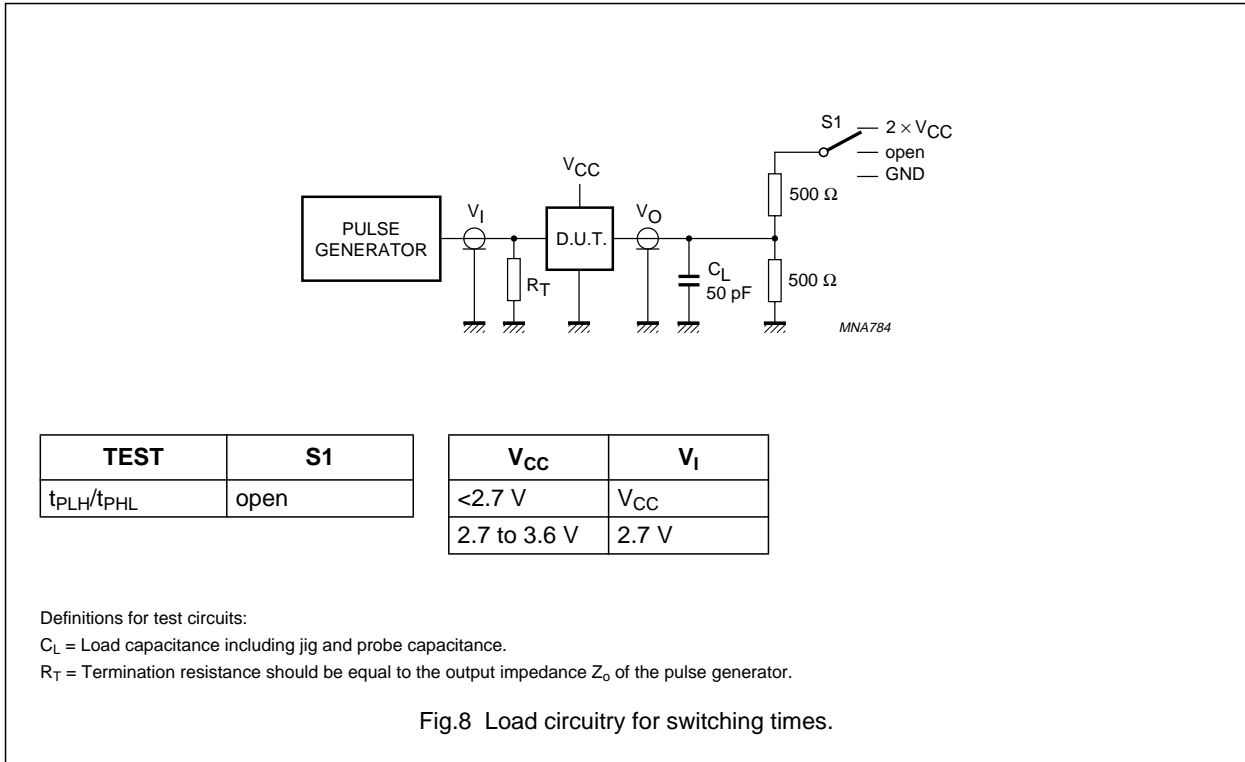 S1
2 × VCC
open
GND
500 Ω
VCC
VI
VO
PULSE
GENERATOR
D.U.T.
RT
CL
50 pF
500 Ω
MNA784
TEST S1
tPLH/tPHL open
VCC VI
<2.7 V VCC
2.7 to 3.6 V 2.7 V
Definitions for test circuits:
CL = Load capacitance including jig and probe capacitance.
RT = Termination resistance should be equal to the output impedance Zo of the pulse generator.
Fig.8 Load circuitry for switching times.